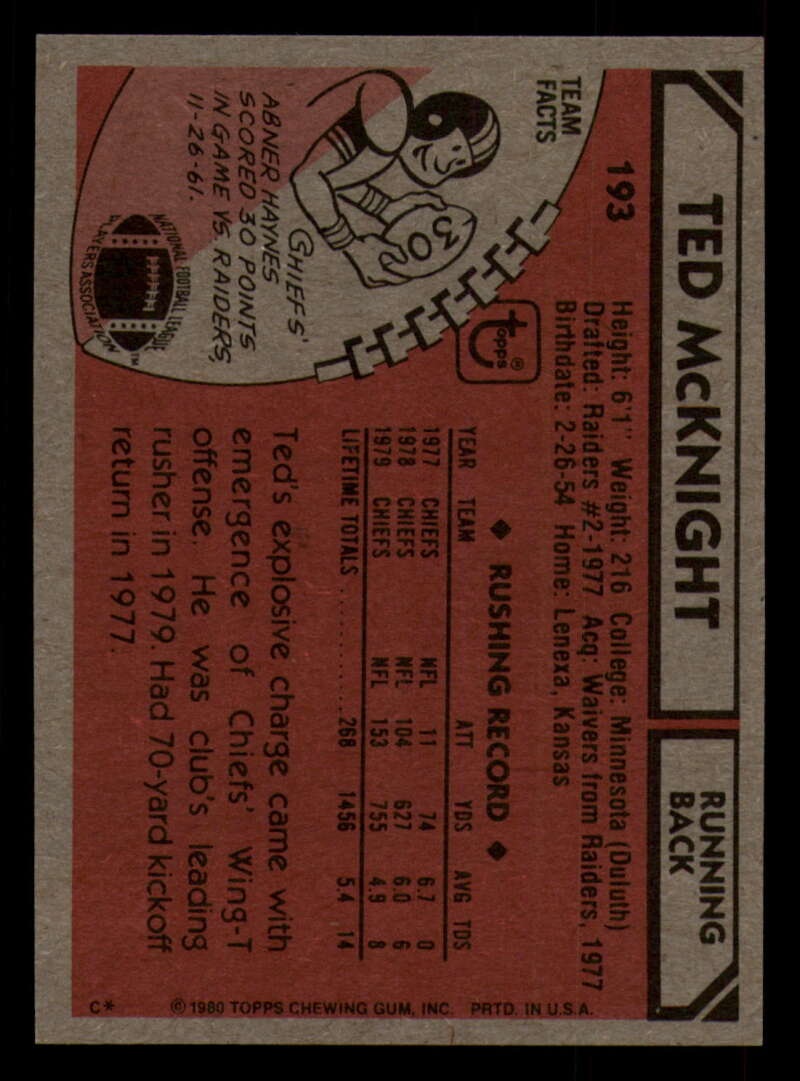 193
TED McKNIGHT
RUNNING
BACK
Height: 6'1" Weight: 216 College: Minnesota (Duluth)
Drafted: Raiders #2-1977 Acq: Waivers from Raiders, 1977
Birthdate: 2-26-54 Home: Lenexa, Kansas
TEAM
FACTS
30
CHIEFS'
ABNER HAYNES
SCORED 30 POINTS
IN GAME VS. RAIDERS,
11-26-61.
NATIONAL FOOTBALL LEAGUE
PLAYERS ASSOCIATION
TM
topps®
◆ RUSHING RECORD ◆
YEAR TEAM ATT YDS AVG TDS
1977 CHIEFS NFL 11 74 6.7 0
1978 CHIEFS NFL 104 627 6.0 6
1979 CHIEFS NFL 153 755 4.9 8
LIFETIME TOTALS .......... 268 1456 5.4 14
Ted's explosive charge came with
emergence of Chiefs' Wing-T
offense. He was club's leading
rusher in 1979. Had 70-yard kickoff
return in 1977.
C* © 1980 TOPPS CHEWING GUM, INC. PRTD. IN U.S.A.